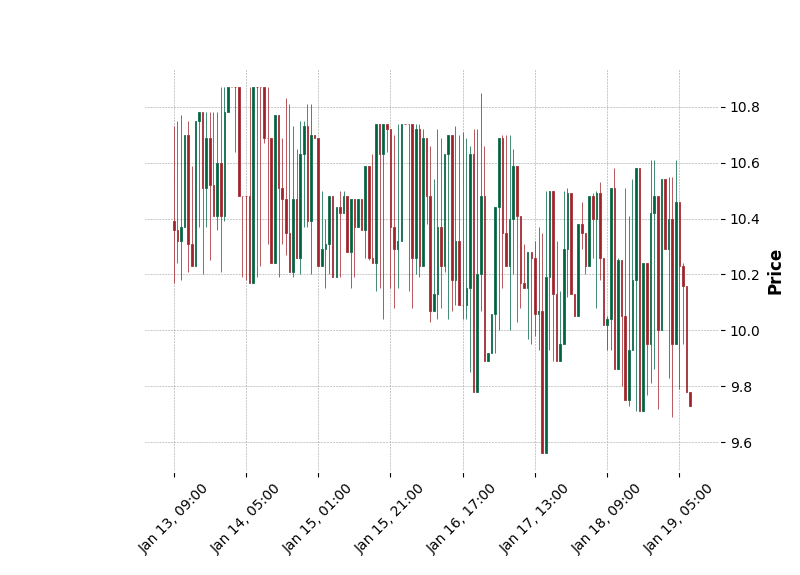 10.8
10.6
10.4
10.2
10.0
9.8
9.6
Price
Jan 13, 09:00
Jan 14, 05:00
Jan 15, 01:00
Jan 15, 21:00
Jan 16, 17:00
Jan 17, 13:00
Jan 18, 09:00
Jan 19, 05:00